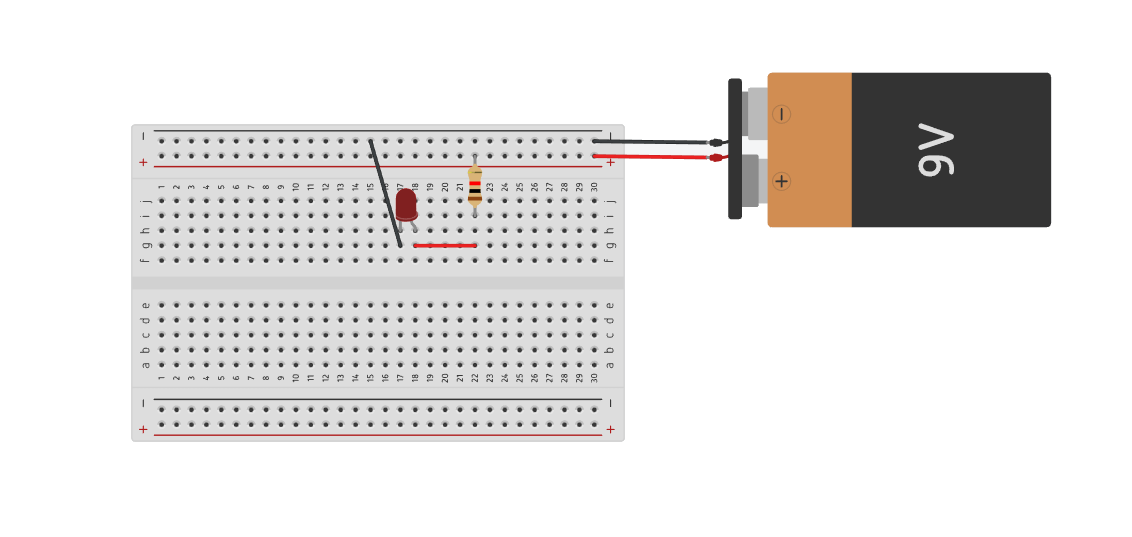 − −
+ +
1 2 3 4 5 6 7 8 9 10 11 12 13 14 15 16 17 18 19 20 21 22 23 24 25 26 27 28 29 30
j j
i i
h h
g g
f f
e e
d d
c c
b b
a a
1 2 3 4 5 6 7 8 9 10 11 12 13 14 15 16 17 18 19 20 21 22 23 24 25 26 27 28 29 30
− −
+ +
−
+
9V